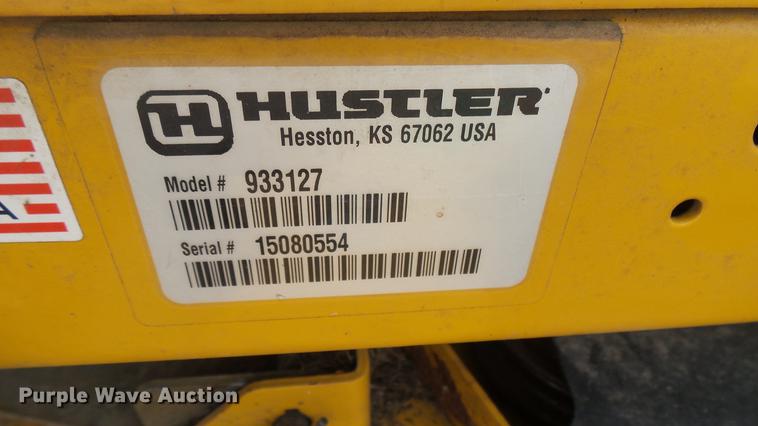 H HUSTLER
Hesston, KS 67062 USA
Model # 933127
Serial # 15080554
A
Purple Wave Auction